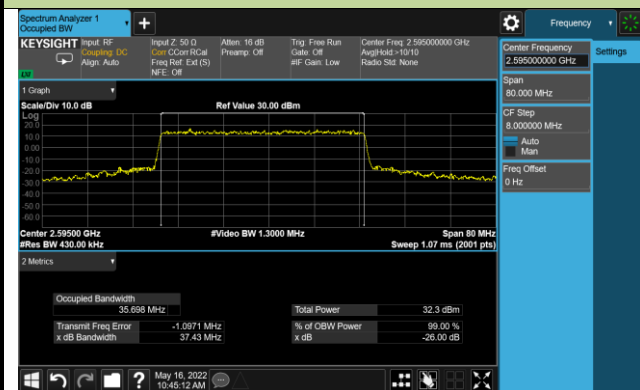 Spectrum Analyzer 1
Occupied BW
+
Frequency
KEYSIGHT
Input: RF
Coupling: DC
Align: Auto
Input Z: 50 Ω
Corr CCorr RCal
Freq Ref: Ext (S)
NFE: Off
Atten: 16 dB
Preamp: Off
Trig: Free Run
Gate: Off
#IF Gain: Low
Center Freq: 2.595000000 GHz
Avg|Hold:>10/10
Radio Std: None
1 Graph
Scale/Div 10.0 dB
Ref Value 30.00 dBm
Log
20.0
10.0
0.00
-10.0
-20.0
-30.0
-40.0
-50.0
-60.0
Center 2.59500 GHz
#Res BW 430.00 kHz
#Video BW 1.3000 MHz
Span 80 MHz
Sweep 1.07 ms (2001 pts)
2 Metrics
Occupied Bandwidth
35.698 MHz
Total Power 32.3 dBm
Transmit Freq Error -1.0971 MHz
% of OBW Power 99.00 %
x dB Bandwidth 37.43 MHz
x dB -26.00 dB
Center Frequency
2.595000000 GHz
Settings
Span
80.000 MHz
CF Step
8.000000 MHz
Auto
Man
Freq Offset
0 Hz
?
May 16, 2022
10:45:12 AM